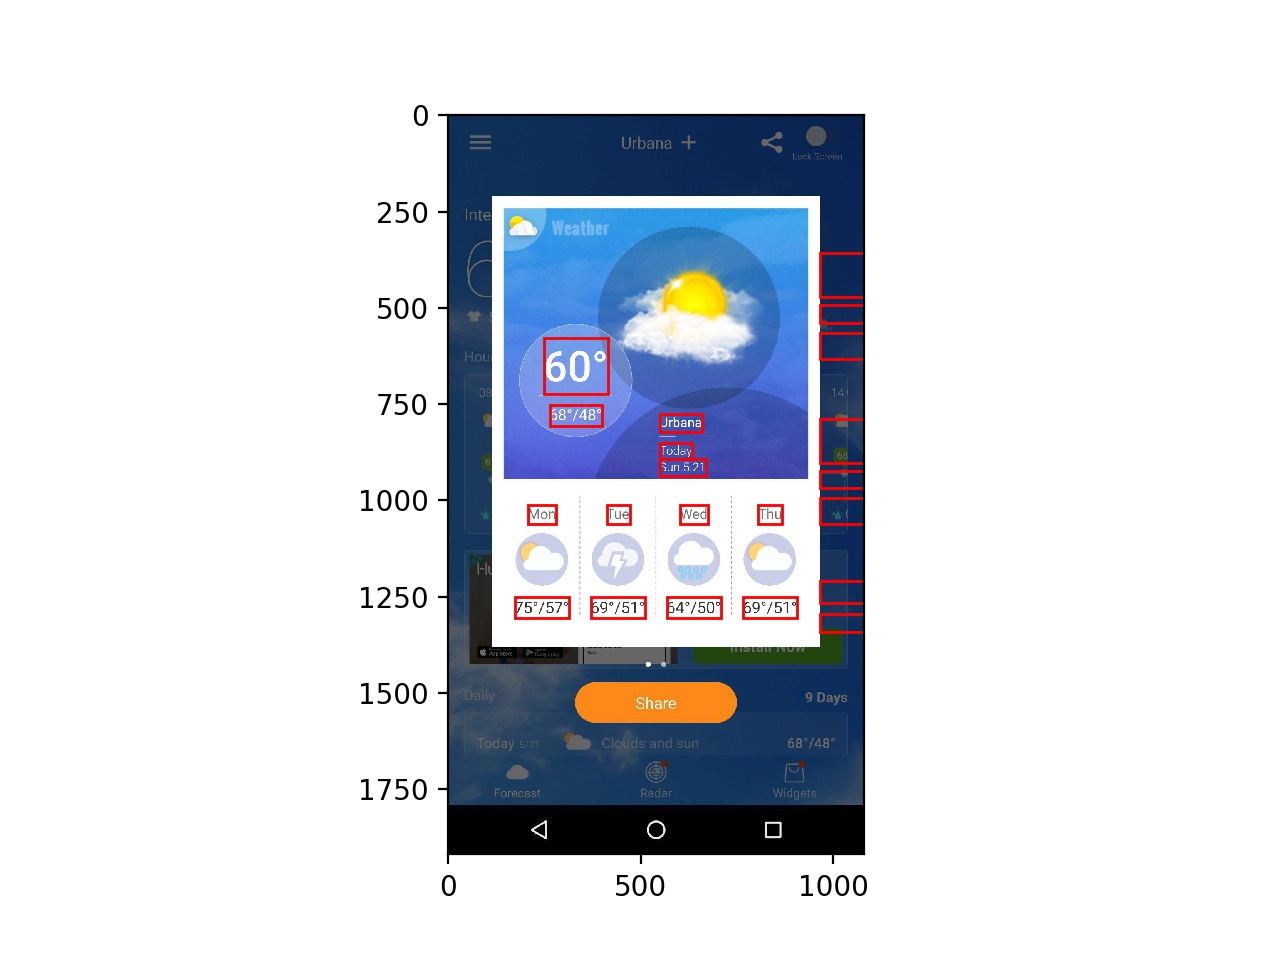 0
250
500
750
1000
1250
1500
1750
0
500
1000
Urbana +
Lock Screen
Weather
60°
68°/48°
Urbana
Today
Sun.5.21
Mon
Tue
Wed
Thu
75°/57°
69°/51°
64°/50°
69°/51°
App Store
Install Now
Share
Daily
9 Days
Today 5/21
Clouds and sun
68°/48°
Forecast
Radar
Widgets